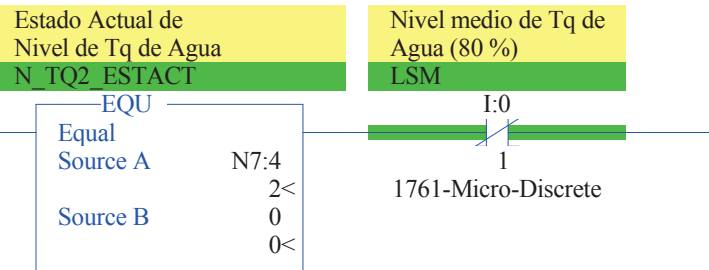 Estado Actual de
Nivel de Tq de Agua
N_TQ2_ESTACT
EQU
Equal
Source A N7:4
2<
Source B 0
0<
Nivel medio de Tq de
Agua (80 %)
LSM
I:0
1
1761-Micro-Discrete